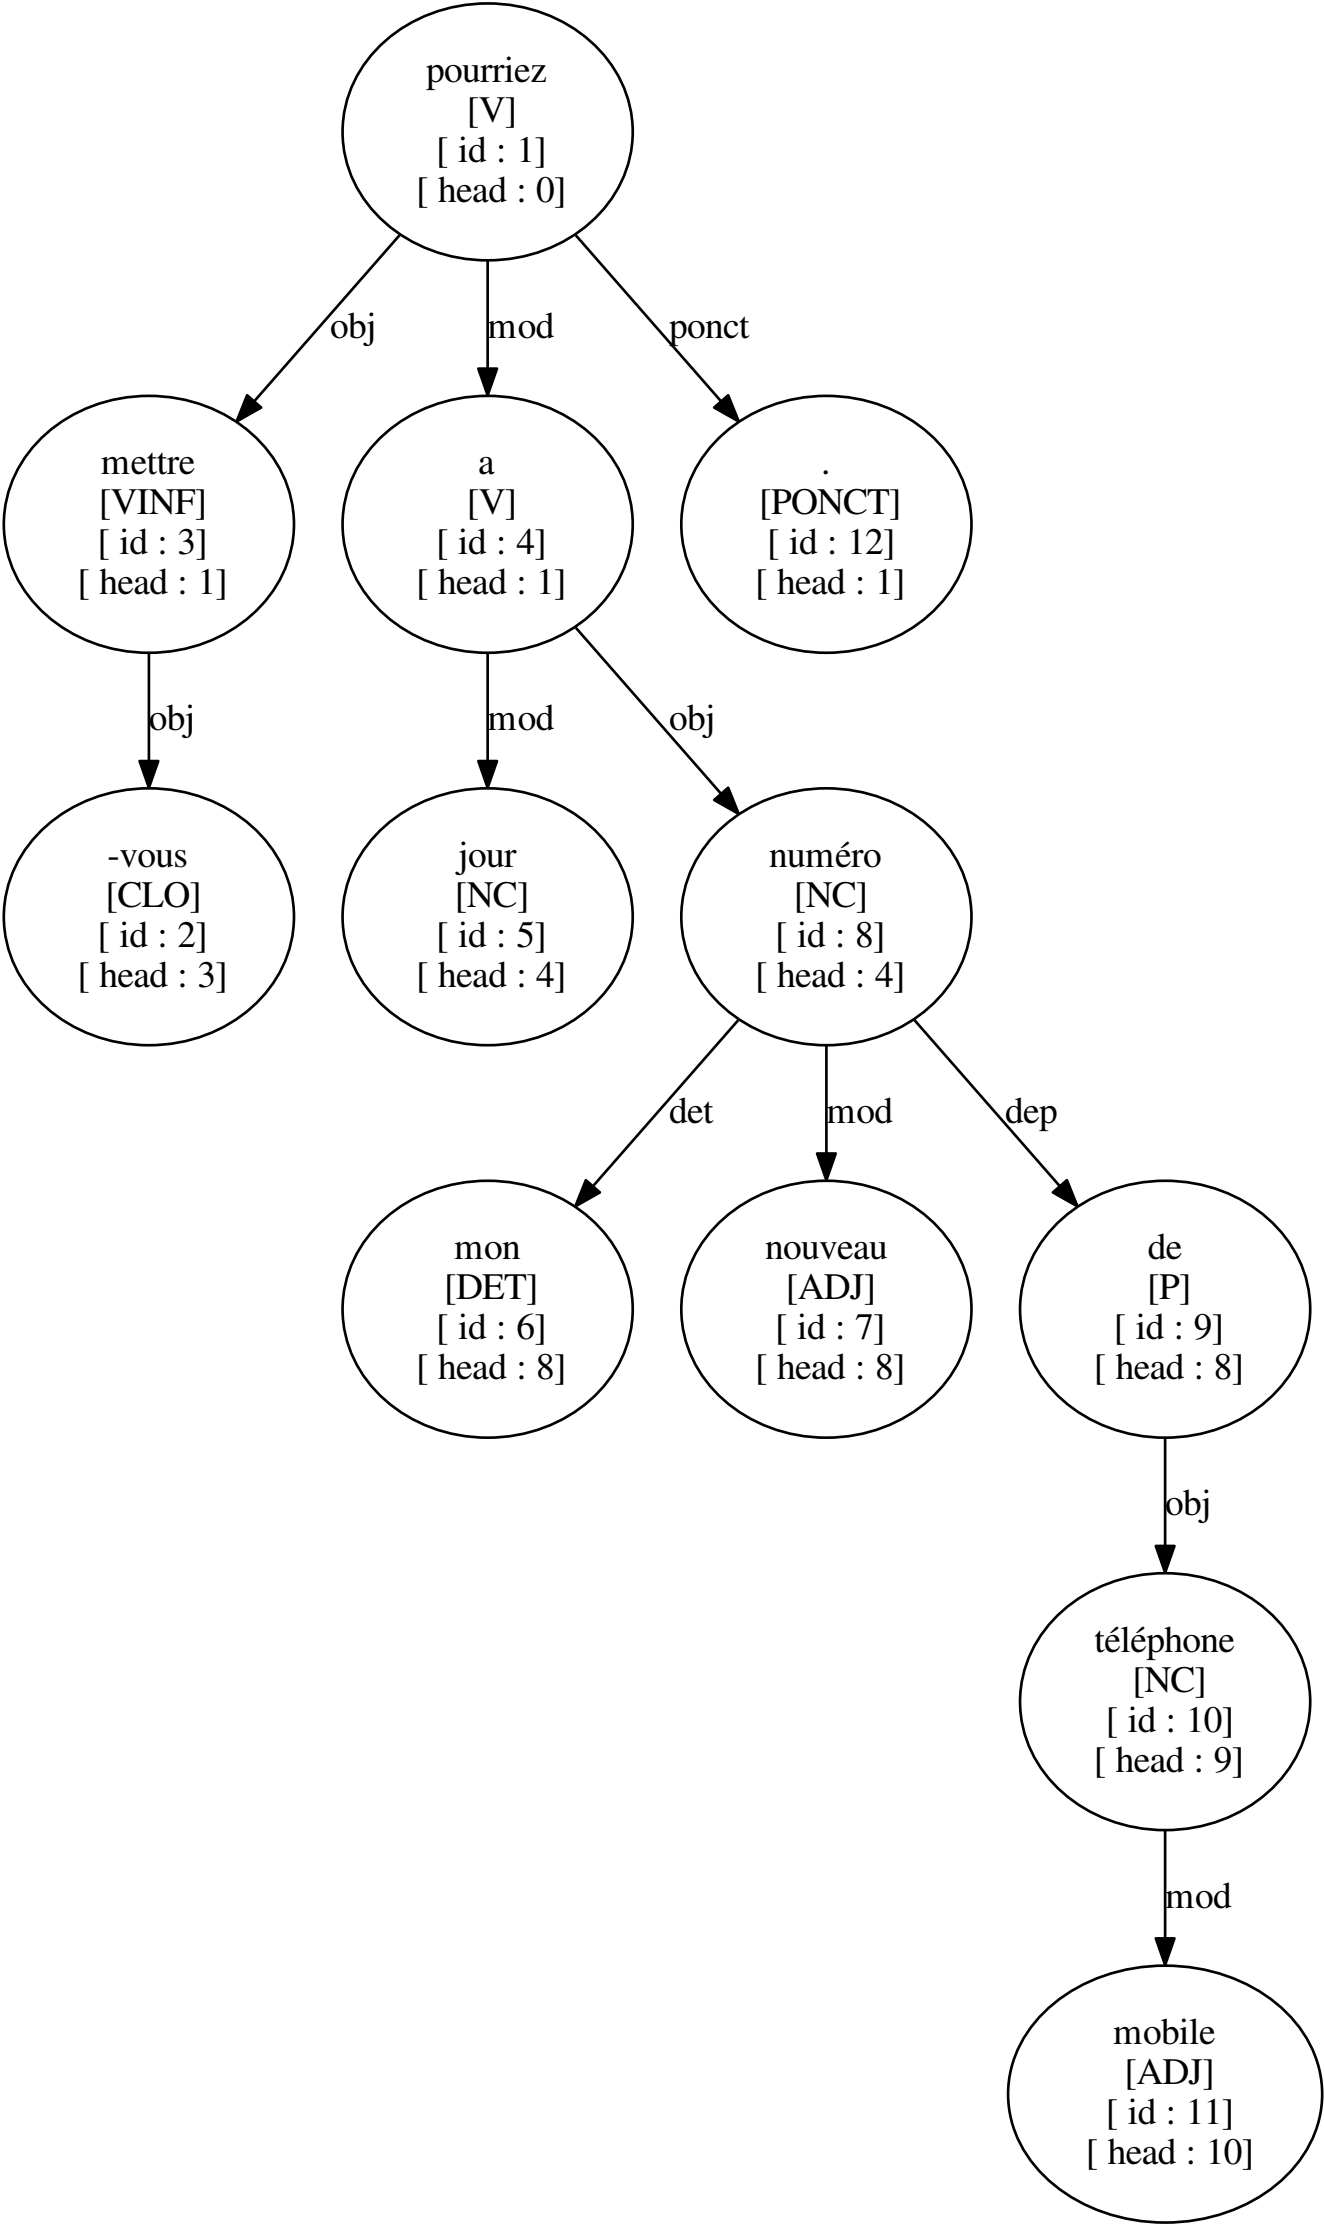 pourriez
[V]
[ id : 1]
[ head : 0]
obj
mod
ponct
mettre
[VINF]
[ id : 3]
[ head : 1]
a
[V]
[ id : 4]
[ head : 1]
.
[PONCT]
[ id : 12]
[ head : 1]
obj
mod
obj
-vous
[CLO]
[ id : 2]
[ head : 3]
jour
[NC]
[ id : 5]
[ head : 4]
numéro
[NC]
[ id : 8]
[ head : 4]
det
mod
dep
mon
[DET]
[ id : 6]
[ head : 8]
nouveau
[ADJ]
[ id : 7]
[ head : 8]
de
[P]
[ id : 9]
[ head : 8]
obj
téléphone
[NC]
[ id : 10]
[ head : 9]
mod
mobile
[ADJ]
[ id : 11]
[ head : 10]